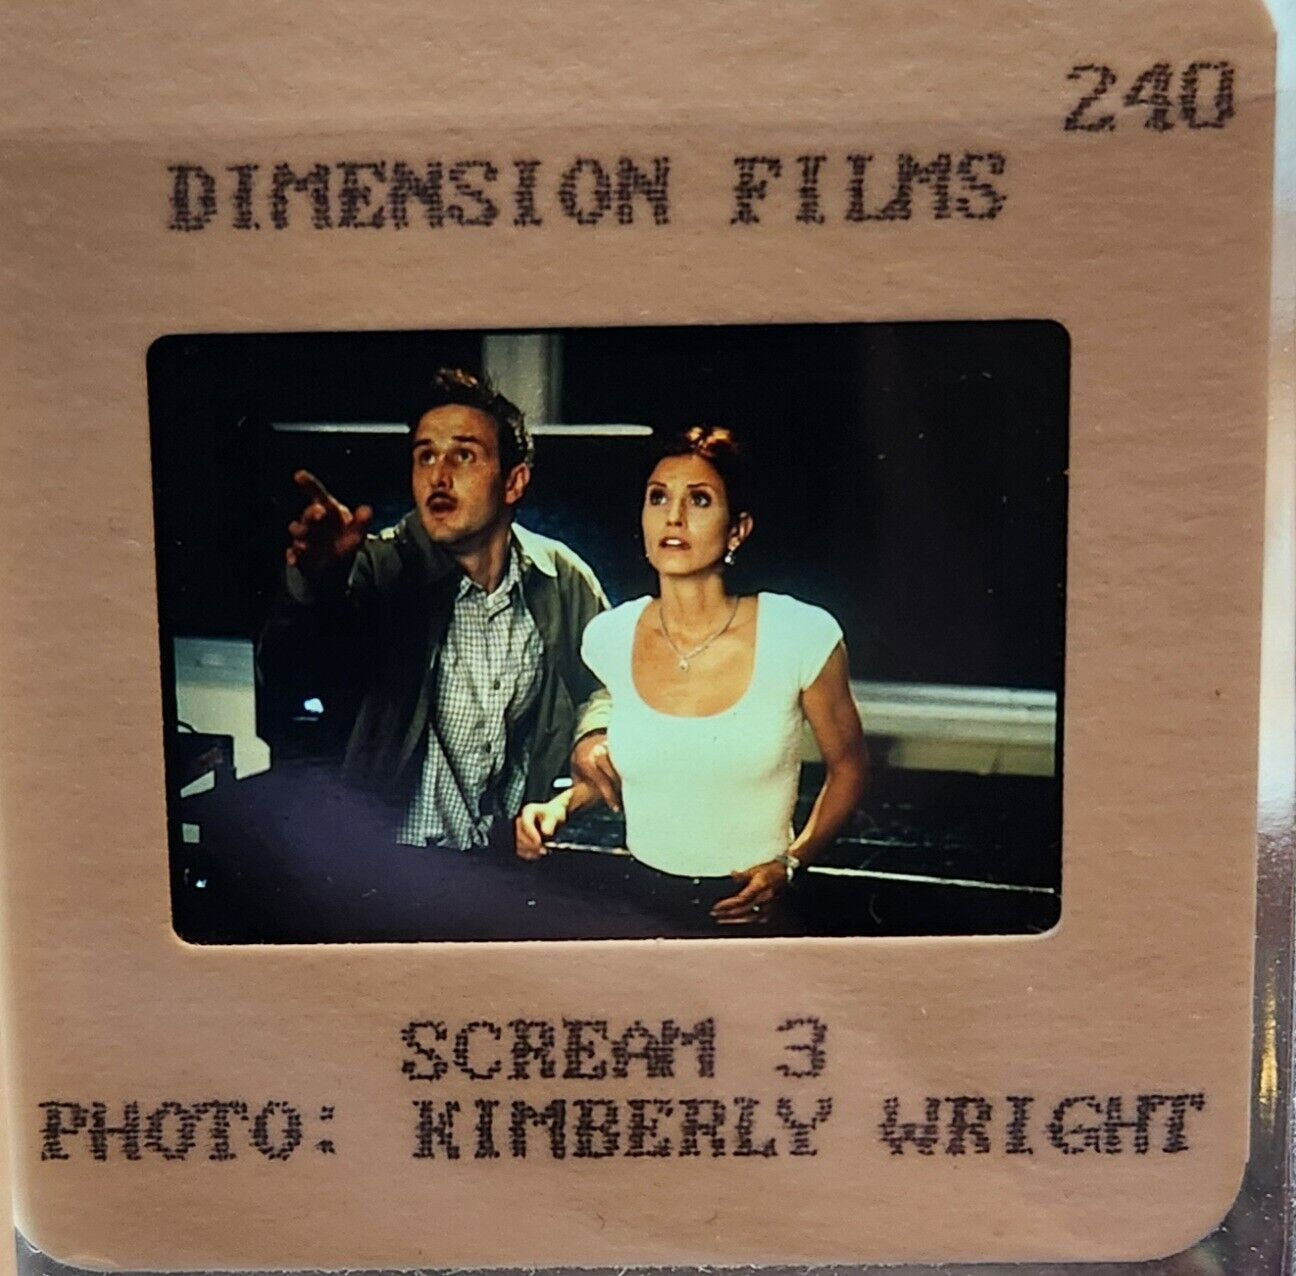 240
DIMENSION FILMS
SCREAM 3
PHOTO: KIMBERLY WRIGHT